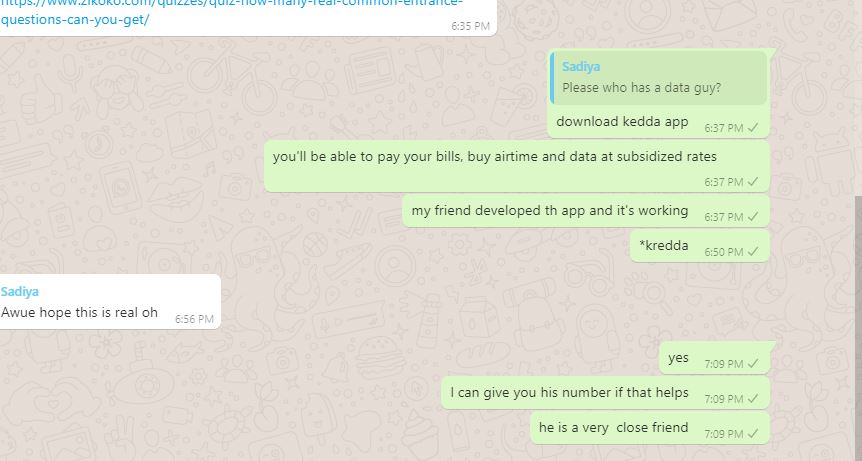 https://www.zikoko.com/quizzes/quiz-how-many-real-common-entrance-
questions-can-you-get/
6:35 PM
Sadiya
Please who has a data guy?
download kedda app 6:37 PM
you'll be able to pay your bills, buy airtime and data at subsidized rates
6:37 PM
my friend developed th app and it's working 6:37 PM
*kredda 6:50 PM
Sadiya
Awue hope this is real oh 6:56 PM
yes 7:09 PM
I can give you his number if that helps 7:09 PM
he is a very close friend 7:09 PM